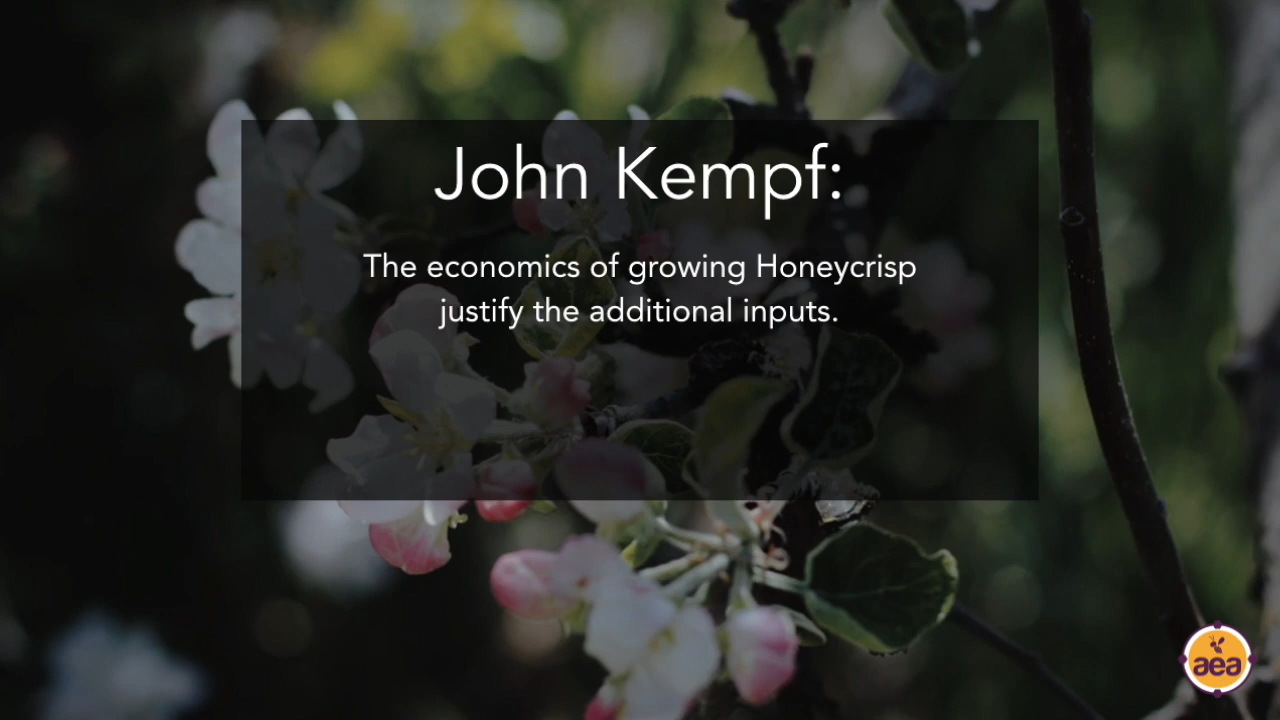 John Kempf:
The economics of growing Honeycrisp
justify the additional inputs.
aea